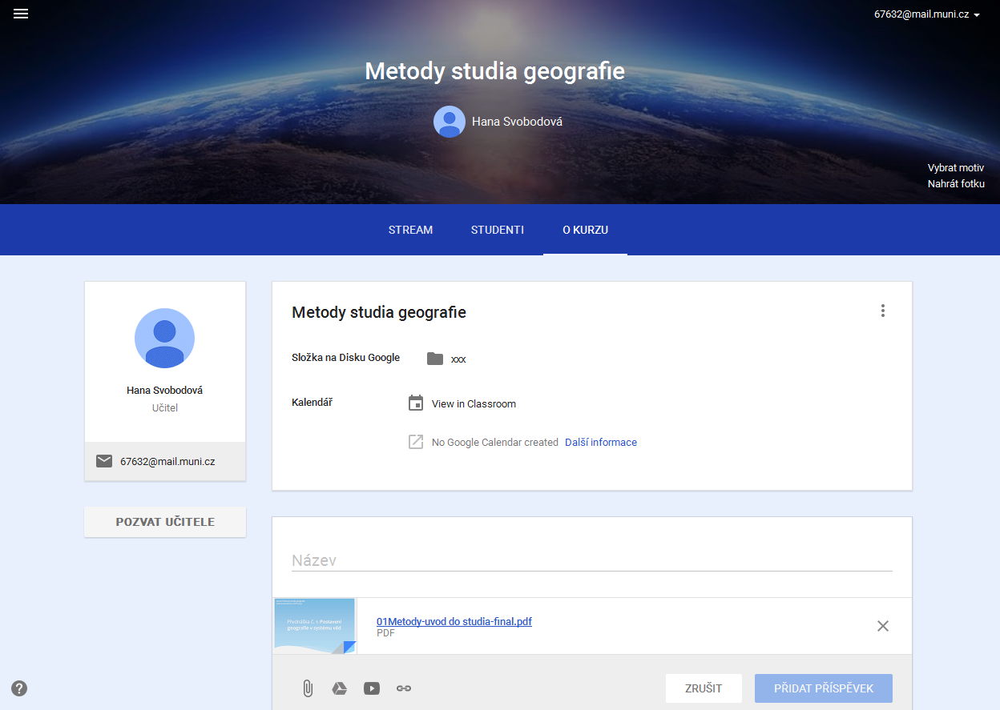 67632@mail.muni.cz
Metody studia geografie
Hana Svobodová
Vybrat motiv
Nahrát fotku
STREAM STUDENTI O KURZU
Hana Svobodová
Učitel
67632@mail.muni.cz
POZVAT UČITELE
Metody studia geografie
Složka na Disku Google xxx
Kalendář View in Classroom
No Google Calendar created Další informace
Název
Přednáška č. 1: Postavení
geografie v systému věd
01Metody-uvod do studia-final.pdf
PDF
ZRUŠIT PŘIDAT PŘÍSPĚVEK